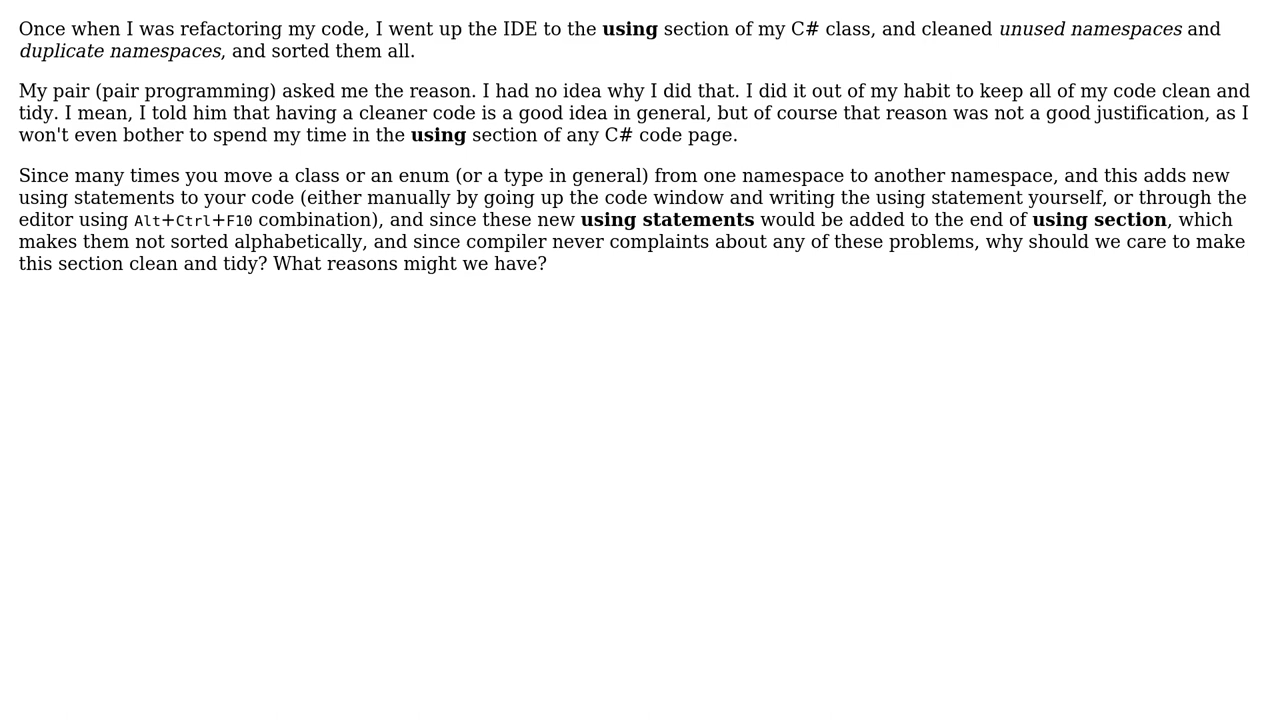 Once when I was refactoring my code, I went up the IDE to the using section of my C# class, and cleaned unused namespaces and
duplicate namespaces, and sorted them all.
My pair (pair programming) asked me the reason. I had no idea why I did that. I did it out of my habit to keep all of my code clean and
tidy. I mean, I told him that having a cleaner code is a good idea in general, but of course that reason was not a good justification, as I
won't even bother to spend my time in the using section of any C# code page.
Since many times you move a class or an enum (or a type in general) from one namespace to another namespace, and this adds new
using statements to your code (either manually by going up the code window and writing the using statement yourself, or through the
editor using Alt+Ctrl+F10 combination), and since these new using statements would be added to the end of using section, which
makes them not sorted alphabetically, and since compiler never complaints about any of these problems, why should we care to make
this section clean and tidy? What reasons might we have?